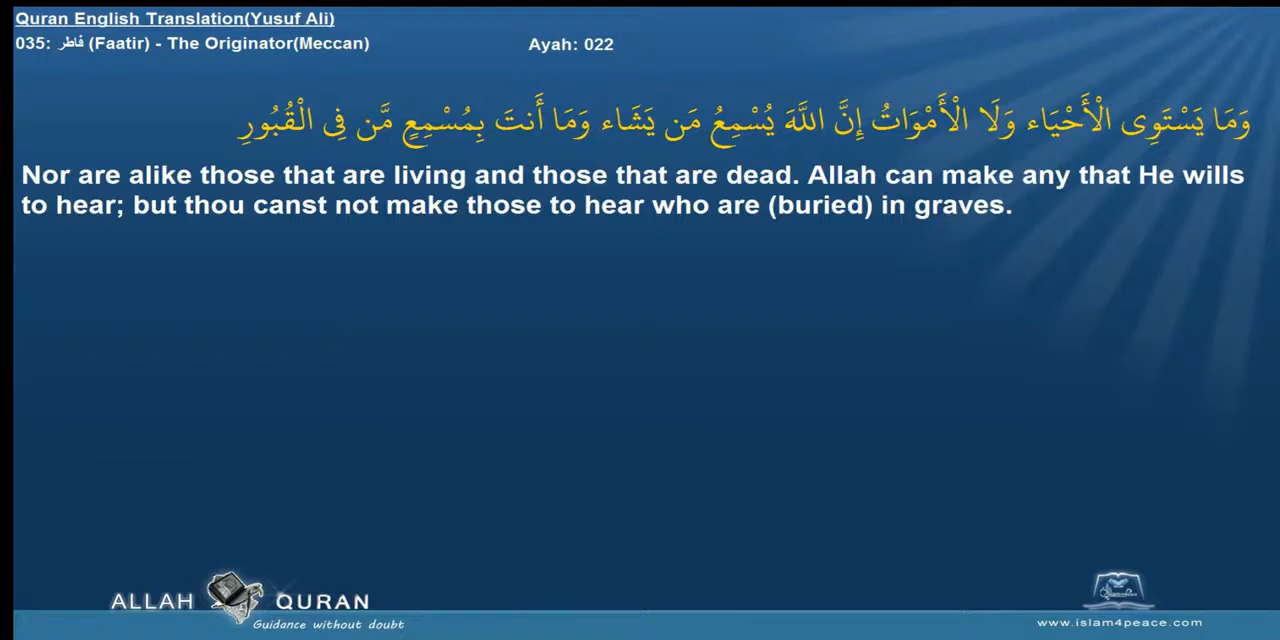 Quran English Translation(Yusuf Ali)
035: فاطر (Faatir) - The Originator(Meccan)
Ayah: 022
وَمَا يَسْتَوِى الْأَحْيَاء وَلَا الْأَمْوَاتُ إِنَّ اللَّهَ يُسْمِعُ مَن يَشَاء وَمَا أَنتَ بِمُسْمِعٍ مَّن فِى الْقُبُورِ
Nor are alike those that are living and those that are dead. Allah can make any that He wills
to hear; but thou canst not make those to hear who are (buried) in graves.
ALLAH QURAN
Guidance without doubt
www.islam4peace.com